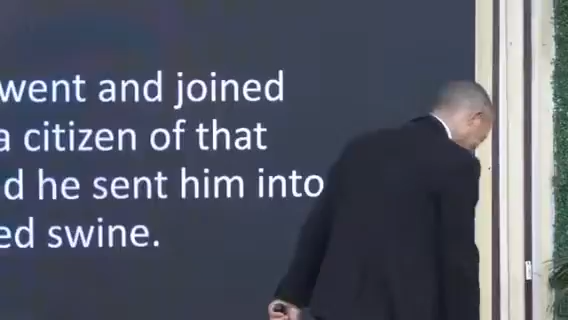 went and joined
a citizen of that
d he sent him into
ed swine.